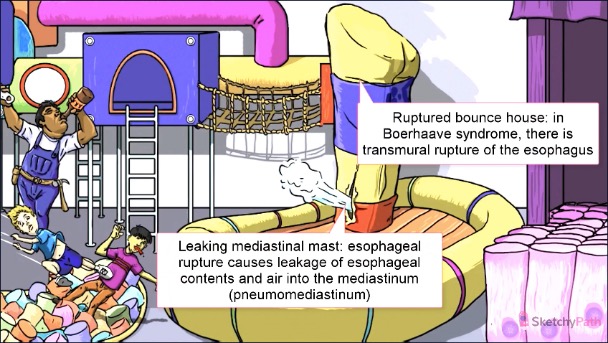 Ruptured bounce house: in
Boerhaave syndrome, there is
transmural rupture of the esophagus
Leaking mediastinal mast: esophageal
rupture causes leakage of esophageal
contents and air into the mediastinum
(pneumomediastinum)
SketchyPath